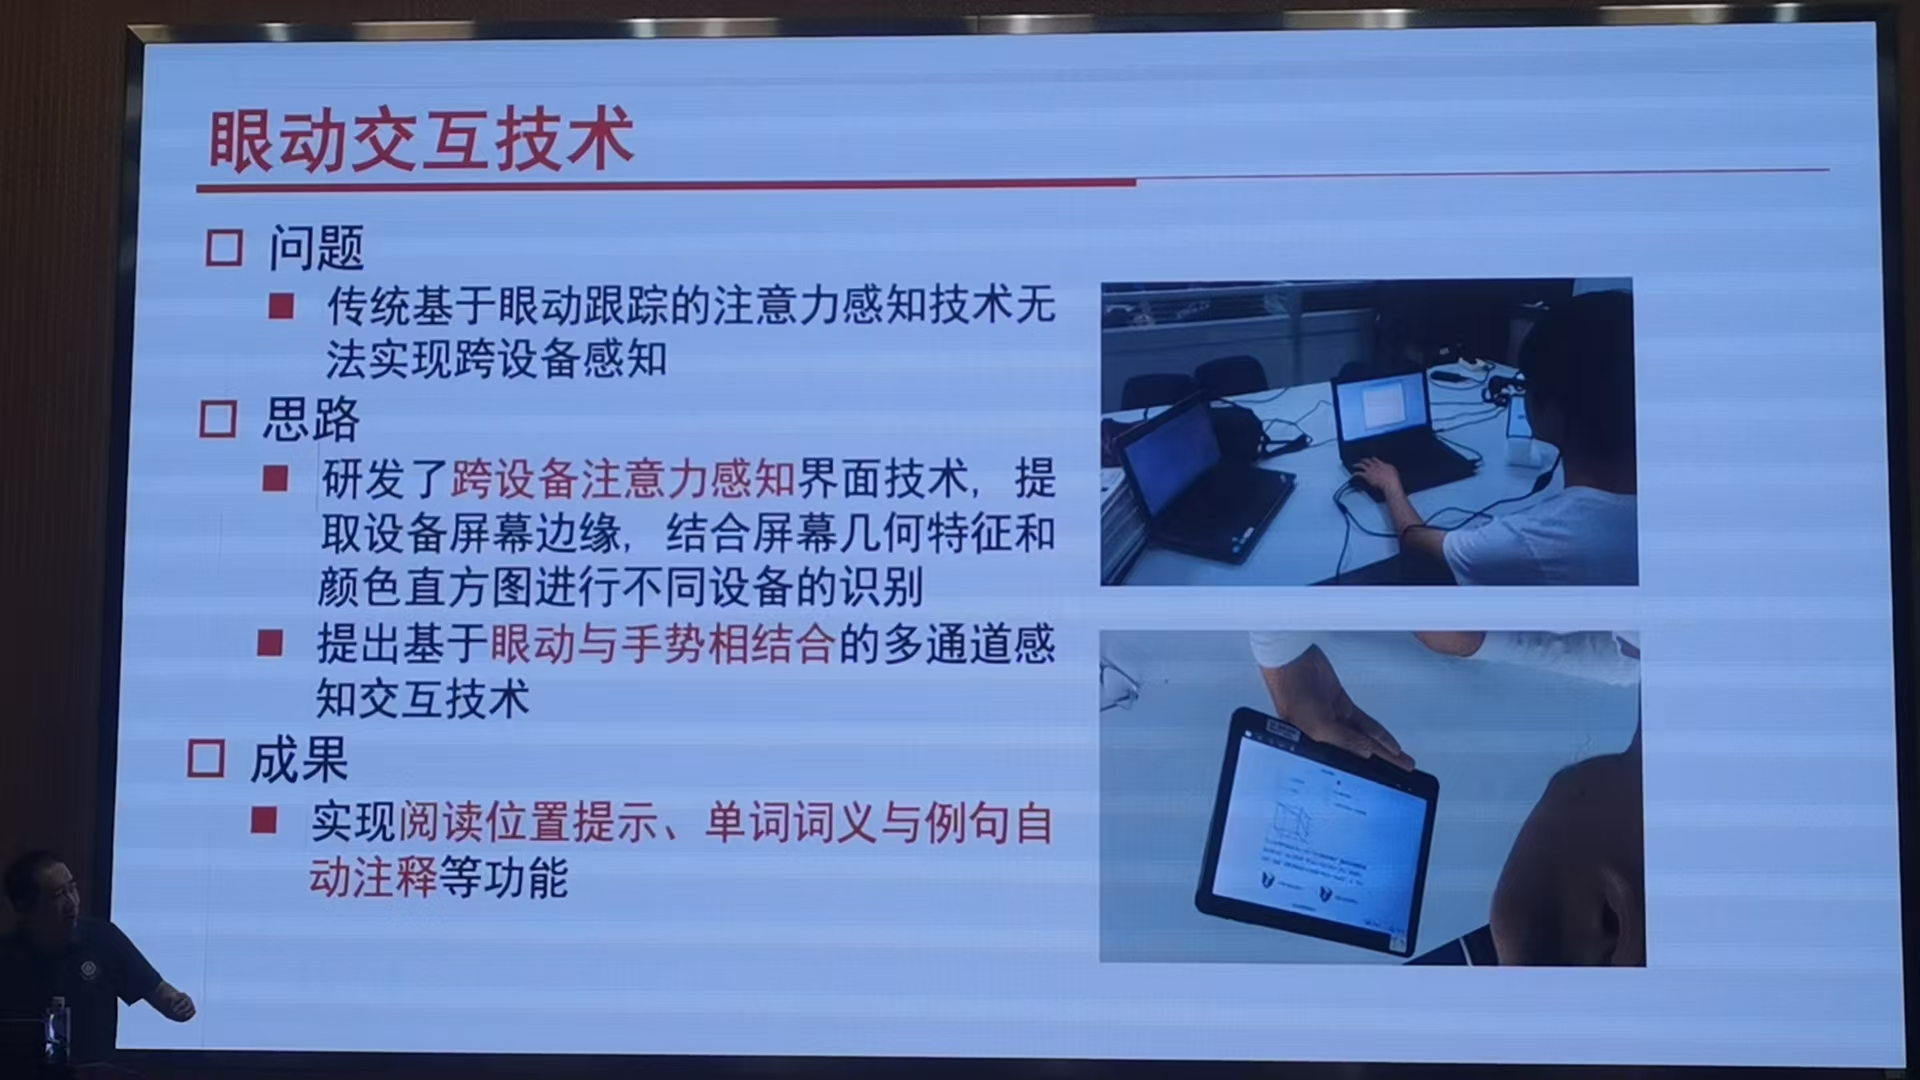 眼动交互技术
问题
传统基于眼动跟踪的注意力感知技术无
法实现跨设备感知
思路
研发了跨设备注意力感知界面技术，提
取设备屏幕边缘，结合屏幕几何特征和
颜色直方图进行不同设备的识别
提出基于眼动与手势相结合的多通道感
知交互技术
成果
实现阅读位置提示、单词词义与例句自
动注释等功能